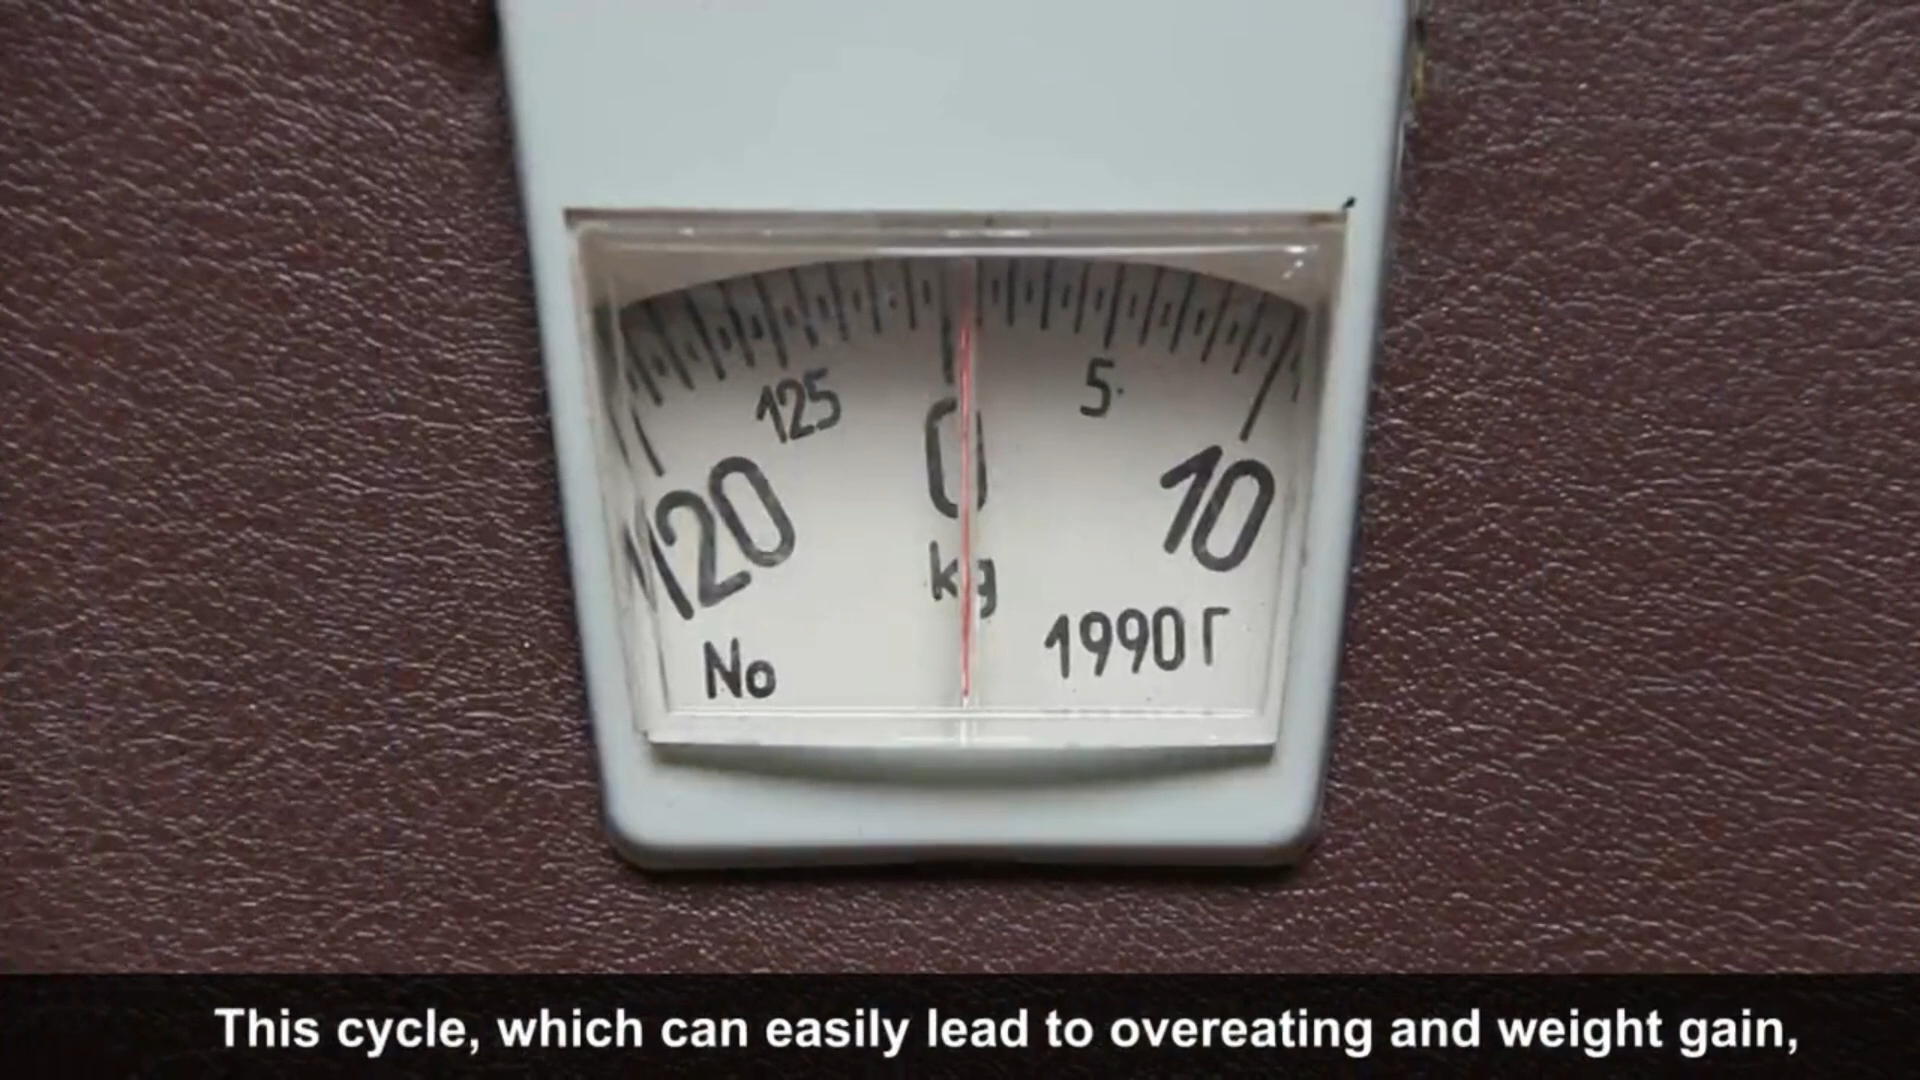 125
0
5
120
10
kg
No
1990 Г
This cycle, which can easily lead to overeating and weight gain,